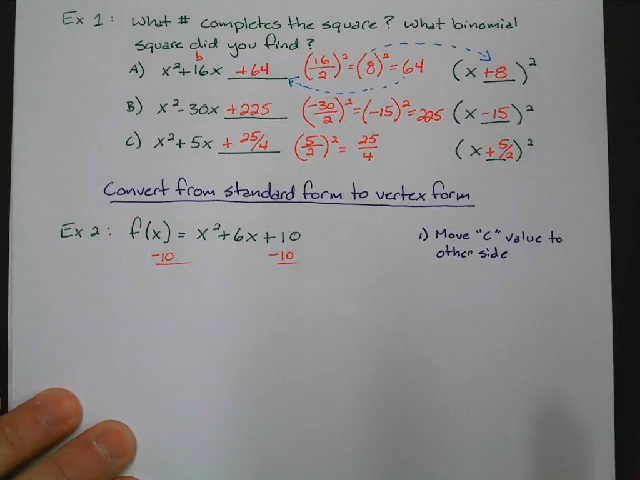 Ex 1: What # completes the square? What binomial
square did you find?
b
A) x²+16x +64 (16/2)² = (8)² = 64 (x +8)²
B) x²-30x +225 (-30/2)² = (-15)² = 225 (x -15)²
C) x²+5x + 25/4 (5/2)² = 25/4 (x +5/2)²
Convert from standard form to vertex form
Ex 2: f(x) = x²+6x+10 1) Move "C" value to
-10 -10 other side